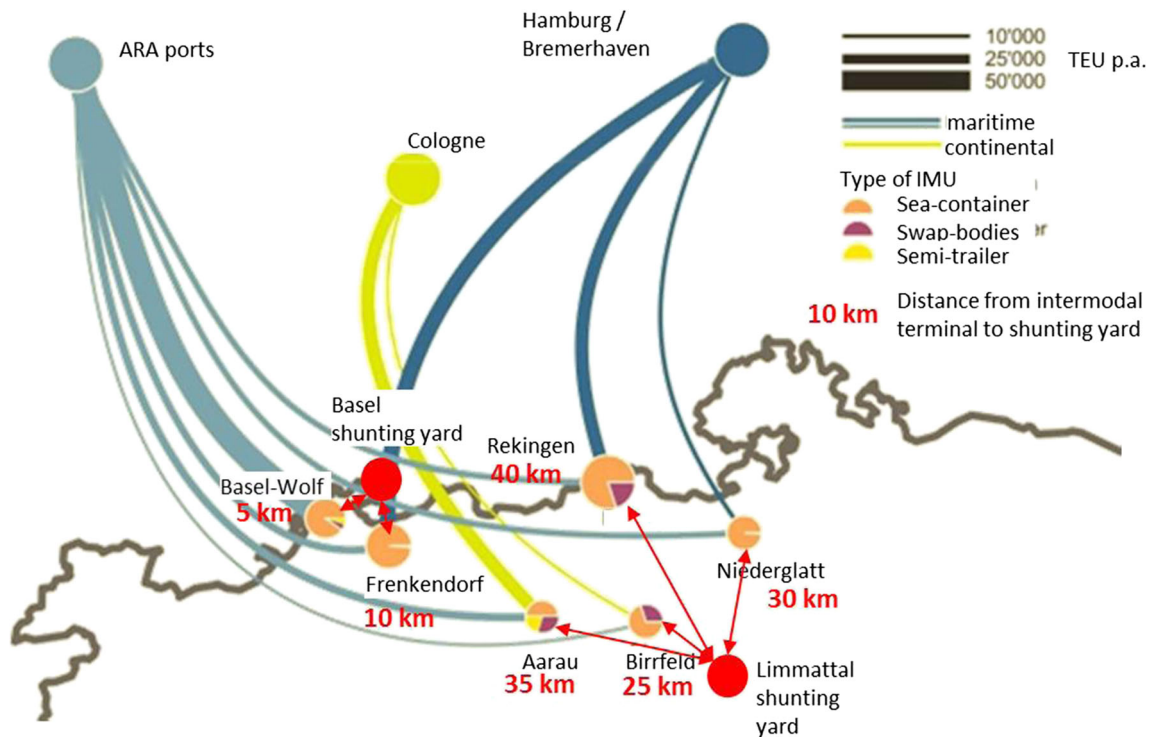 ARA ports
Hamburg /
Bremerhaven
10'000
25'000
50'000
TEU p.a.
Cologne
maritime
continental
Type of IMU
Sea-container
Swap-bodies
Semi-trailer
10 km
Distance from intermodal
terminal to shunting yard
Basel
shunting yard
Rekingen
40 km
Basel-Wolf
5 km
Frenkendorf
10 km
Niederglatt
30 km
Aarau
35 km
Birrfeld
25 km
Limmattal
shunting
yard